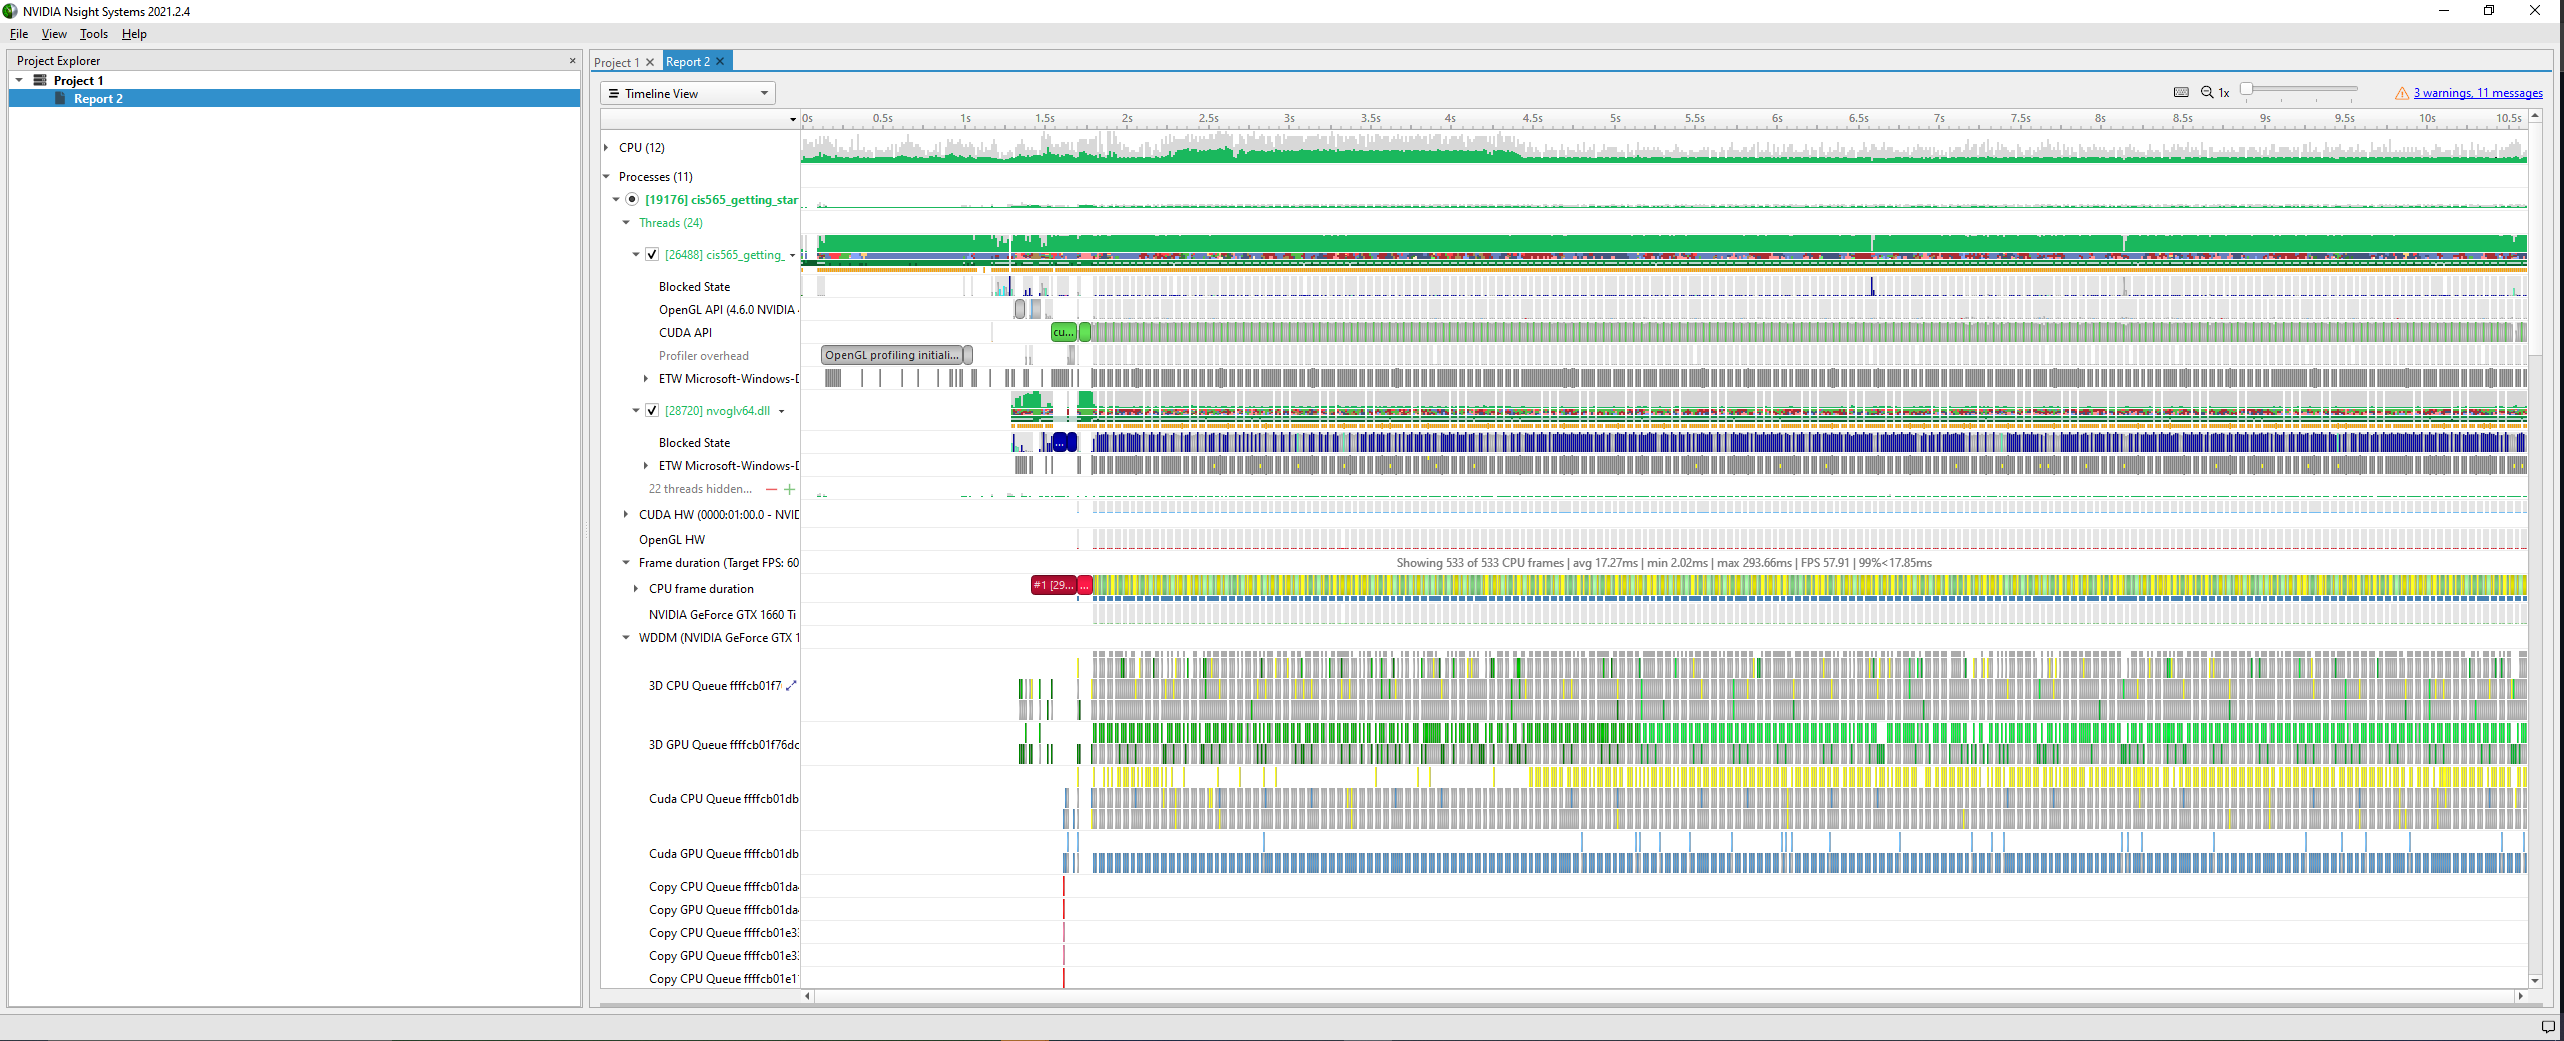 NVIDIA Nsight Systems 2021.2.4
File View Tools Help
Project Explorer
Project 1
Report 2
Project 1 Report 2
Timeline View
1x
3 warnings, 11 messages
0s 0.5s 1s 1.5s 2s 2.5s 3s 3.5s 4s 4.5s 5s 5.5s 6s 6.5s 7s 7.5s 8s 8.5s 9s 9.5s 10s 10.5s
CPU (12)
Processes (11)
[19176] cis565_getting_star
Threads (24)
[26488] cis565_getting_
Blocked State
OpenGL API (4.6.0 NVIDIA
CUDA API
cu...
Profiler overhead
OpenGL profiling initiali...
ETW Microsoft-Windows-D
[28720] nvoglv64.dll
Blocked State
...
ETW Microsoft-Windows-D
22 threads hidden...
CUDA HW (0000:01:00.0 - NVID
OpenGL HW
Frame duration (Target FPS: 60
Showing 533 of 533 CPU frames | avg 17.27ms | min 2.02ms | max 293.66ms | FPS 57.91 | 99%<17.85ms
CPU frame duration
#1 [29... ...
NVIDIA GeForce GTX 1660 Ti
WDDM (NVIDIA GeForce GTX 1
3D CPU Queue ffffcb01f7
3D GPU Queue ffffcb01f76dc
Cuda CPU Queue ffffcb01db
Cuda GPU Queue ffffcb01db
Copy CPU Queue ffffcb01da
Copy GPU Queue ffffcb01da
Copy CPU Queue ffffcb01e3
Copy GPU Queue ffffcb01e3
Copy CPU Queue ffffcb01e1